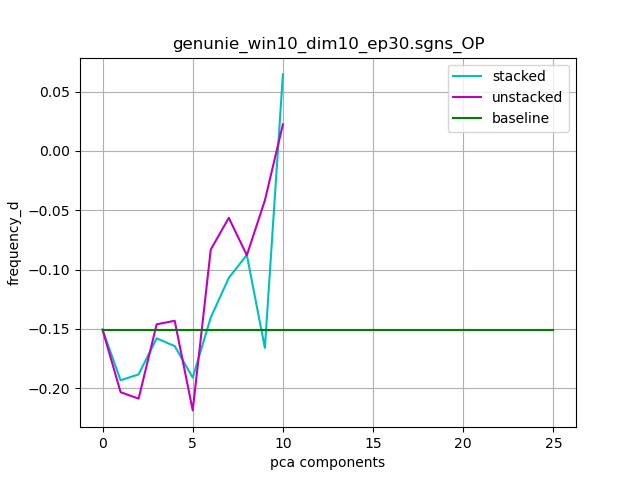 genunie_win10_dim10_ep30.sgns_OP
stacked
unstacked
baseline
0.05
0.00
−0.05
−0.10
−0.15
−0.20
frequency_d
0 5 10 15 20 25
pca components